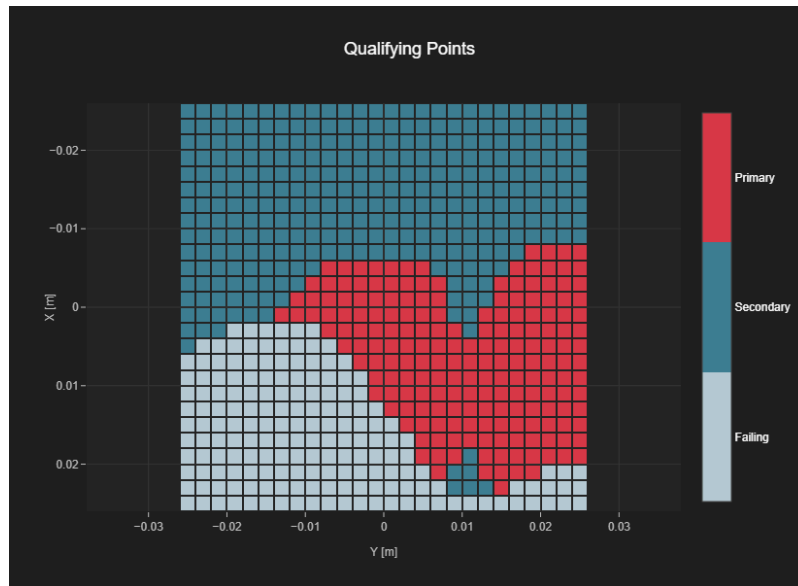 Qualifying Points
−0.02
−0.01
0
0.01
0.02
X [m]
−0.03
−0.02
−0.01
0
0.01
0.02
0.03
Y [m]
Primary
Secondary
Failing